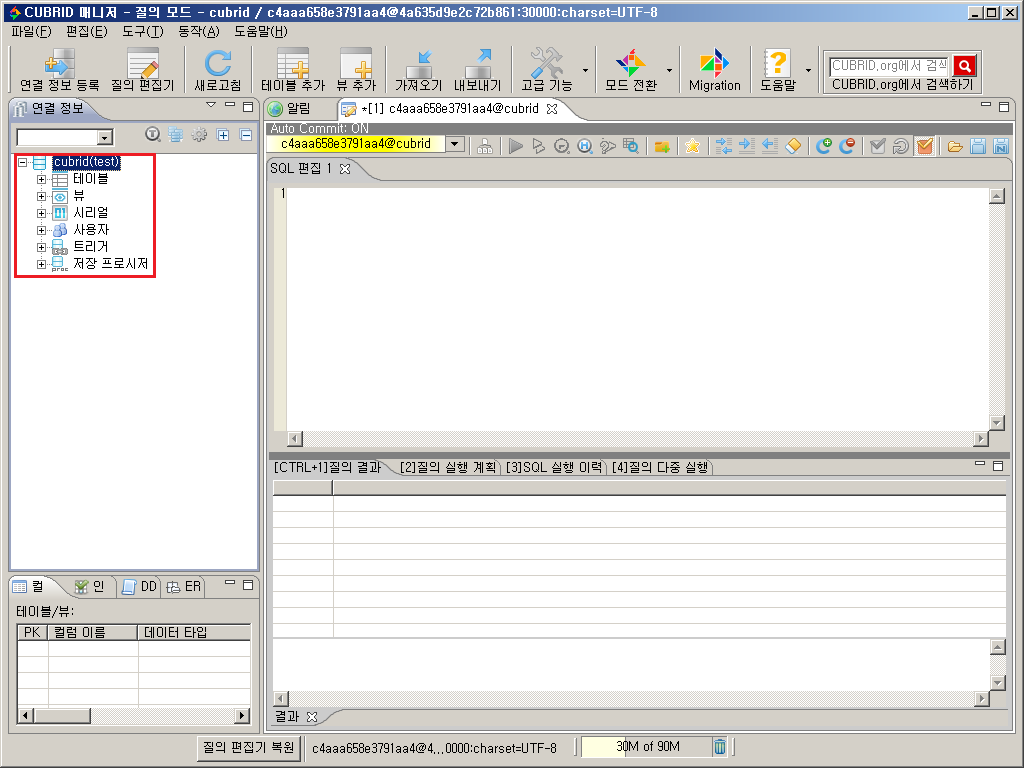 CUBRID 매니저 - 질의 모드 - cubrid / c4aaa658e3791aa4@4a635d9e2c72b861:30000:charset=UTF-8
파일(F) 편집(E) 도구(T) 동작(A) 도움말(H)
연결 정보 등록 질의 편집기 새로고침 테이블 추가 뷰 추가 가져오기 내보내기 고급 기능 모드 전환 Migration 도움말
CUBRID.org에서 검색
CUBRID.org에서 검색하기
연결 정보
알림
*[1] c4aaa658e3791aa4@cubrid
Auto Commit: ON
c4aaa658e3791aa4@cubrid
SQL 편집 1
1
cubrid(test)
테이블
뷰
시리얼
사용자
트리거
저장 프로시저
[CTRL+1]질의 결과 [2]질의 실행 계획 [3]SQL 실행 이력 [4]질의 다중 실행
컬 인 DD ER
테이블/뷰:
PK 컬럼 이름 데이터 타입
결과
질의 편집기 복원 c4aaa658e3791aa4@4...0000:charset=UTF-8 30M of 90M